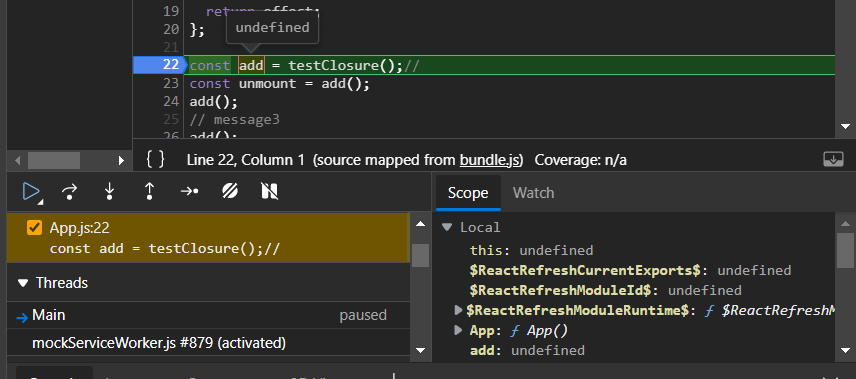 19 return effect;
undefined
20 };
21
22 const add = testClosure();//
23 const unmount = add();
24 add();
25 // message3
26 add();
{ } Line 22, Column 1 (source mapped from bundle.js) Coverage: n/a
Scope Watch
App.js:22
const add = testClosure();//
Threads
Main paused
mockServiceWorker.js #879 (activated)
Local
this: undefined
$ReactRefreshCurrentExports$: undefined
$ReactRefreshModuleId$: undefined
$ReactRefreshModuleRuntime$: ƒ $ReactRefreshM
App: ƒ App()
add: undefined